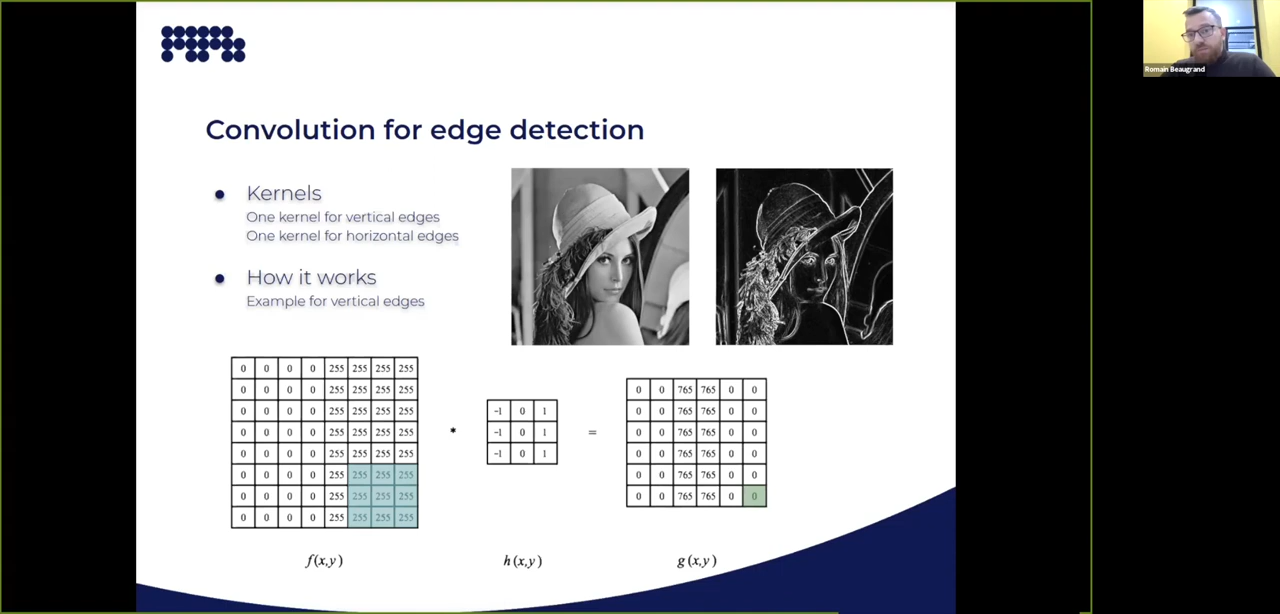 Romain Beaugrand
Convolution for edge detection
Kernels
One kernel for vertical edges
One kernel for horizontal edges
How it works
Example for vertical edges
0 0 0 0 255 255 255 255
0 0 0 0 255 255 255 255
0 0 0 0 255 255 255 255
0 0 0 0 255 255 255 255
0 0 0 0 255 255 255 255
0 0 0 0 255 255 255 255
0 0 0 0 255 255 255 255
0 0 0 0 255 255 255 255
*
-1 0 1
-1 0 1
-1 0 1
=
0 0 765 765 0 0
0 0 765 765 0 0
0 0 765 765 0 0
0 0 765 765 0 0
0 0 765 765 0 0
0 0 765 765 0 0
f(x,y)
h(x,y)
g(x,y)